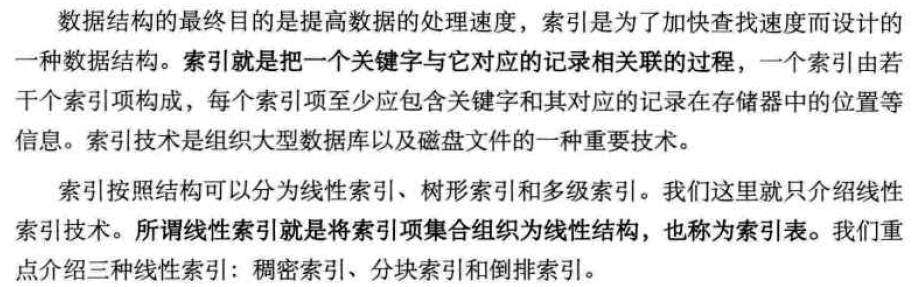 数据结构的最终目的是提高数据的处理速度，索引是为了加快查找速度而设计的
一种数据结构。索引就是把一个关键字与它对应的记录相关联的过程，一个索引由若
干个索引项构成，每个索引项至少应包含关键字和其对应的记录在存储器中的位置等
信息。索引技术是组织大型数据库以及磁盘文件的一种重要技术。
索引按照结构可以分为线性索引、树形索引和多级索引。我们这里就只介绍线性
索引技术。所谓线性索引就是将索引项集合组织为线性结构，也称为索引表。我们重
点介绍三种线性索引：稠密索引、分块索引和倒排索引。